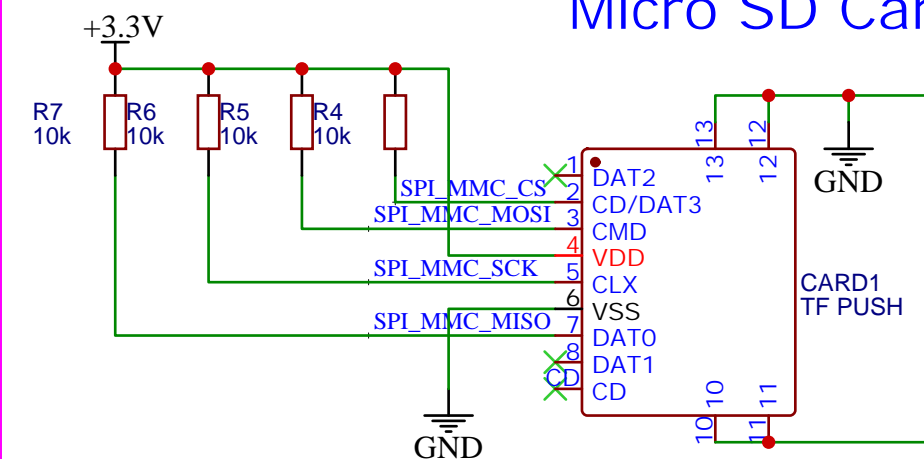 Micro SD Car
+3.3V
R7
10k
R6
10k
R5
10k
R4
10k
13
12
13
12
GND
1
DAT2
SPI_MMC_CS
2
CD/DAT3
SPI_MMC_MOSI
3
CMD
4
VDD
SPI_MMC_SCK
5
CLX
6
VSS
SPI_MMC_MISO
7
DAT0
8
DAT1
CD
CD
CARD1
TF PUSH
10
11
10
11
GND